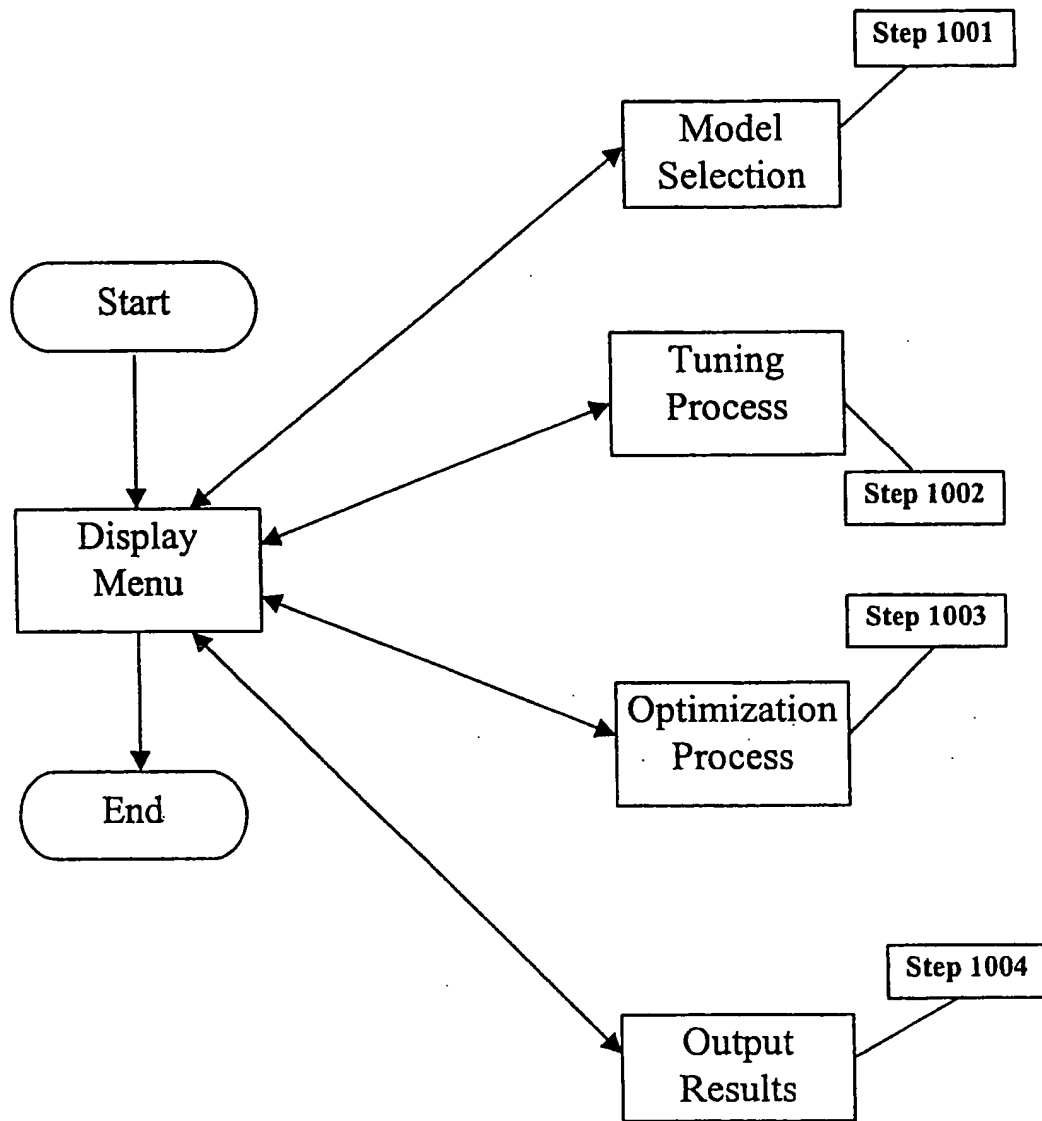 Step 1001
Model
Selection
Start
Tuning
Process
Step 1002
Display
Menu
Step 1003
Optimization
Process
End
Step 1004
Output
Results